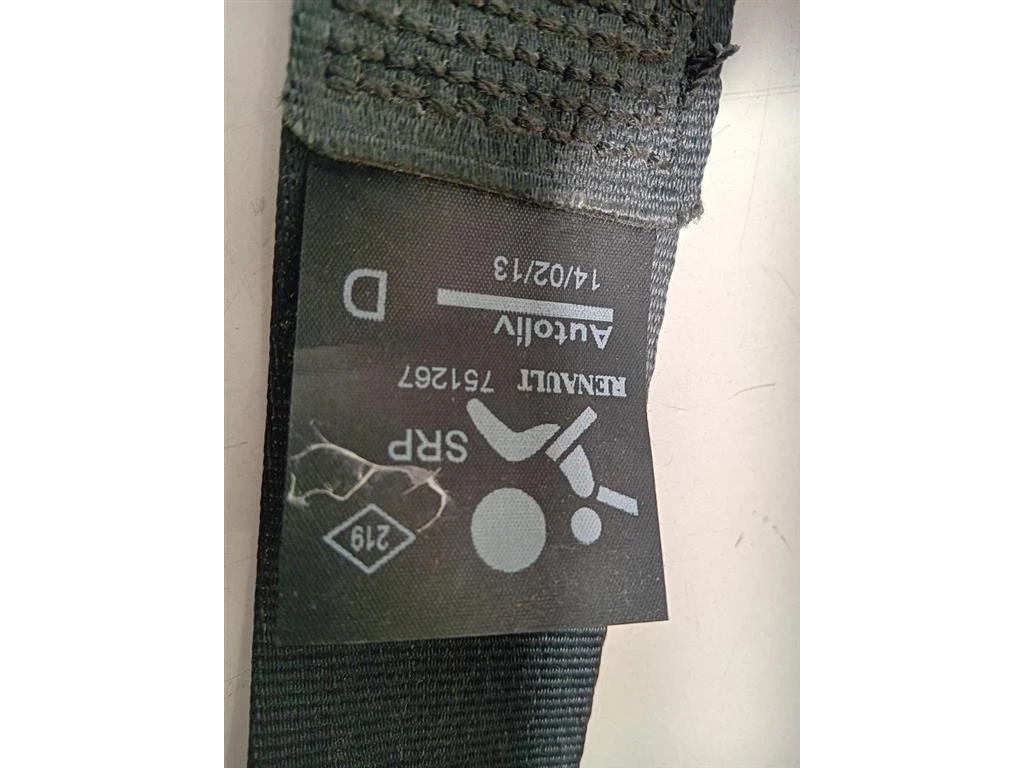 219
SRP
RENAULT 751267
Autoliv
14/02/13
D